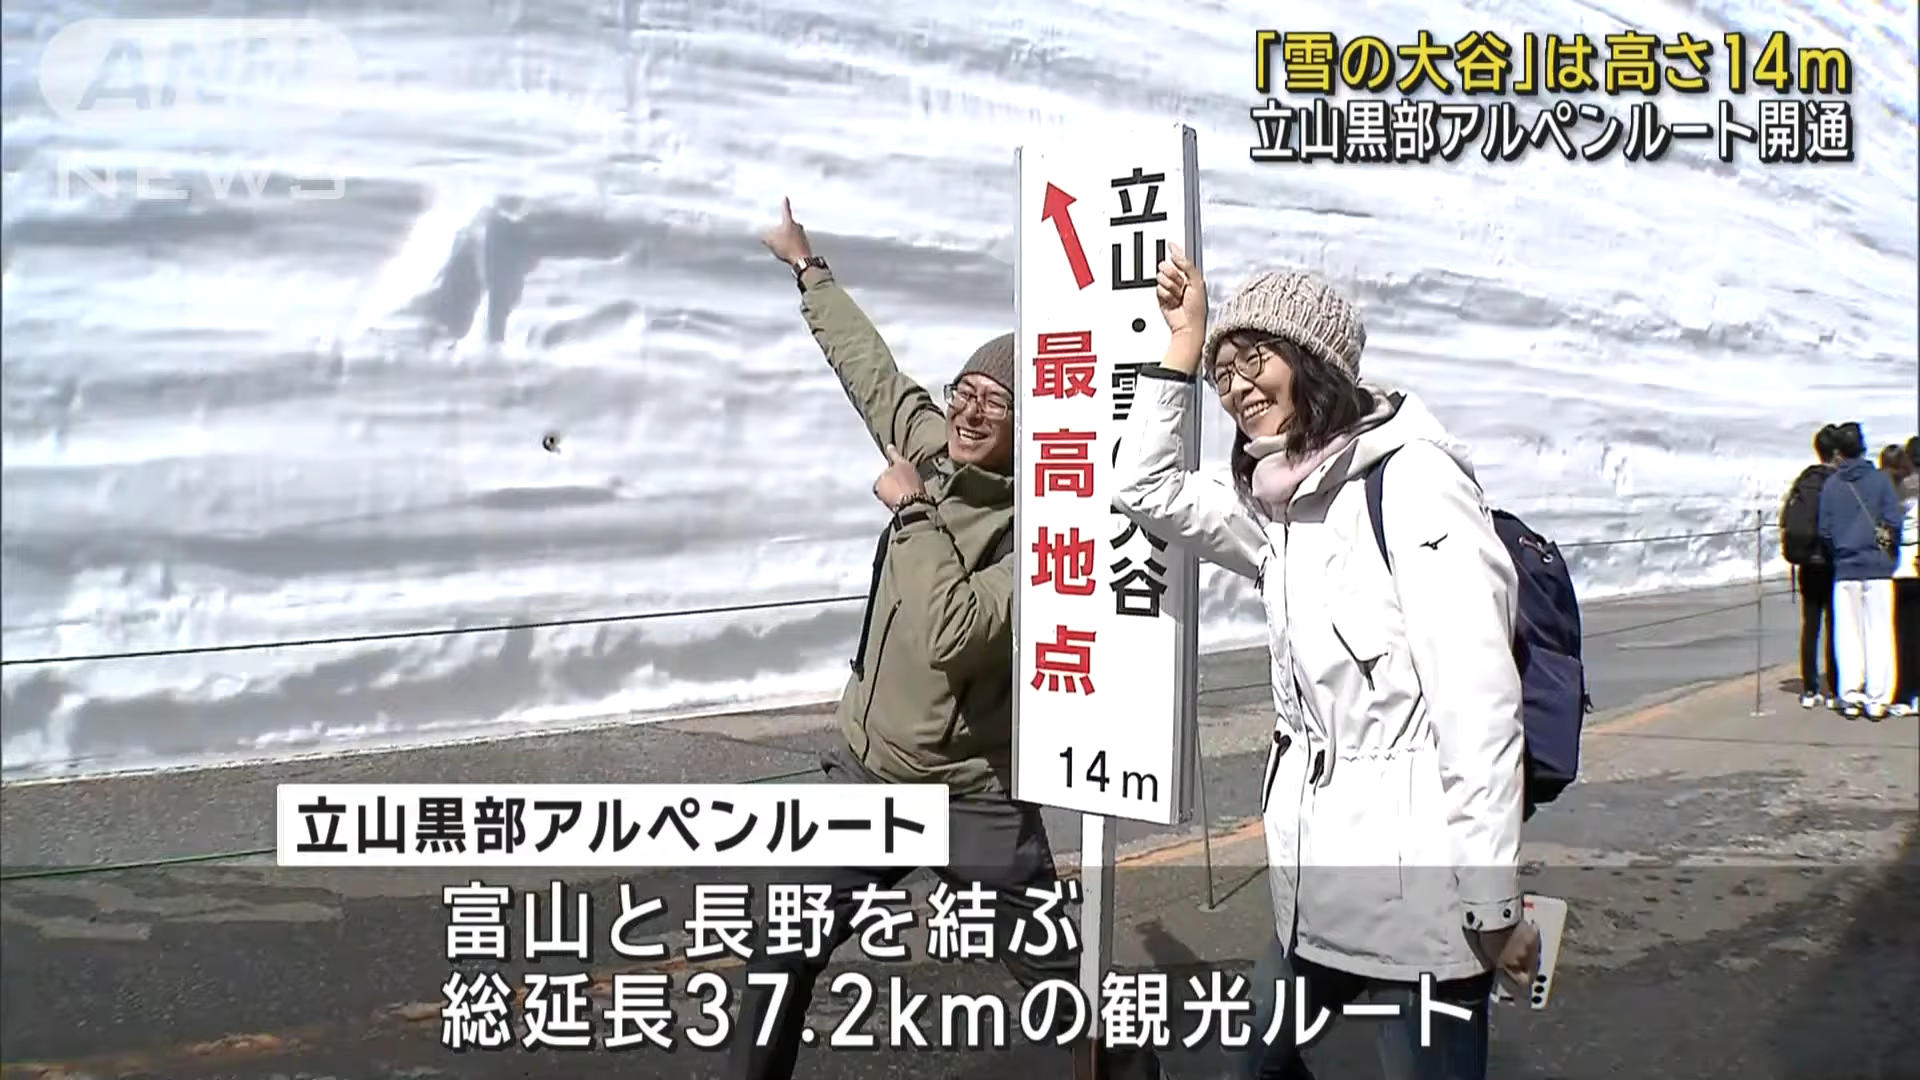 ANN
NEWS
「雪の大谷」は高さ14m
立山黒部アルペンルート開通
立山・雪の大谷
最高地点
14m
立山黒部アルペンルート
富山と長野を結ぶ
総延長37.2kmの観光ルート